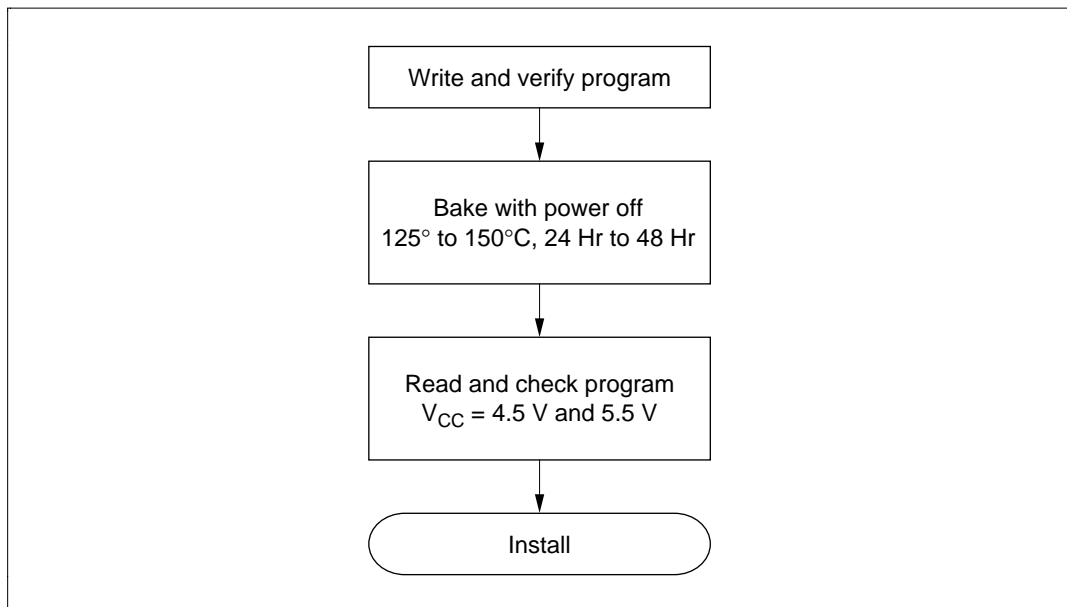 Write and verify program
Bake with power off
125° to 150°C, 24 Hr to 48 Hr
Read and check program
VCC = 4.5 V and 5.5 V
Install